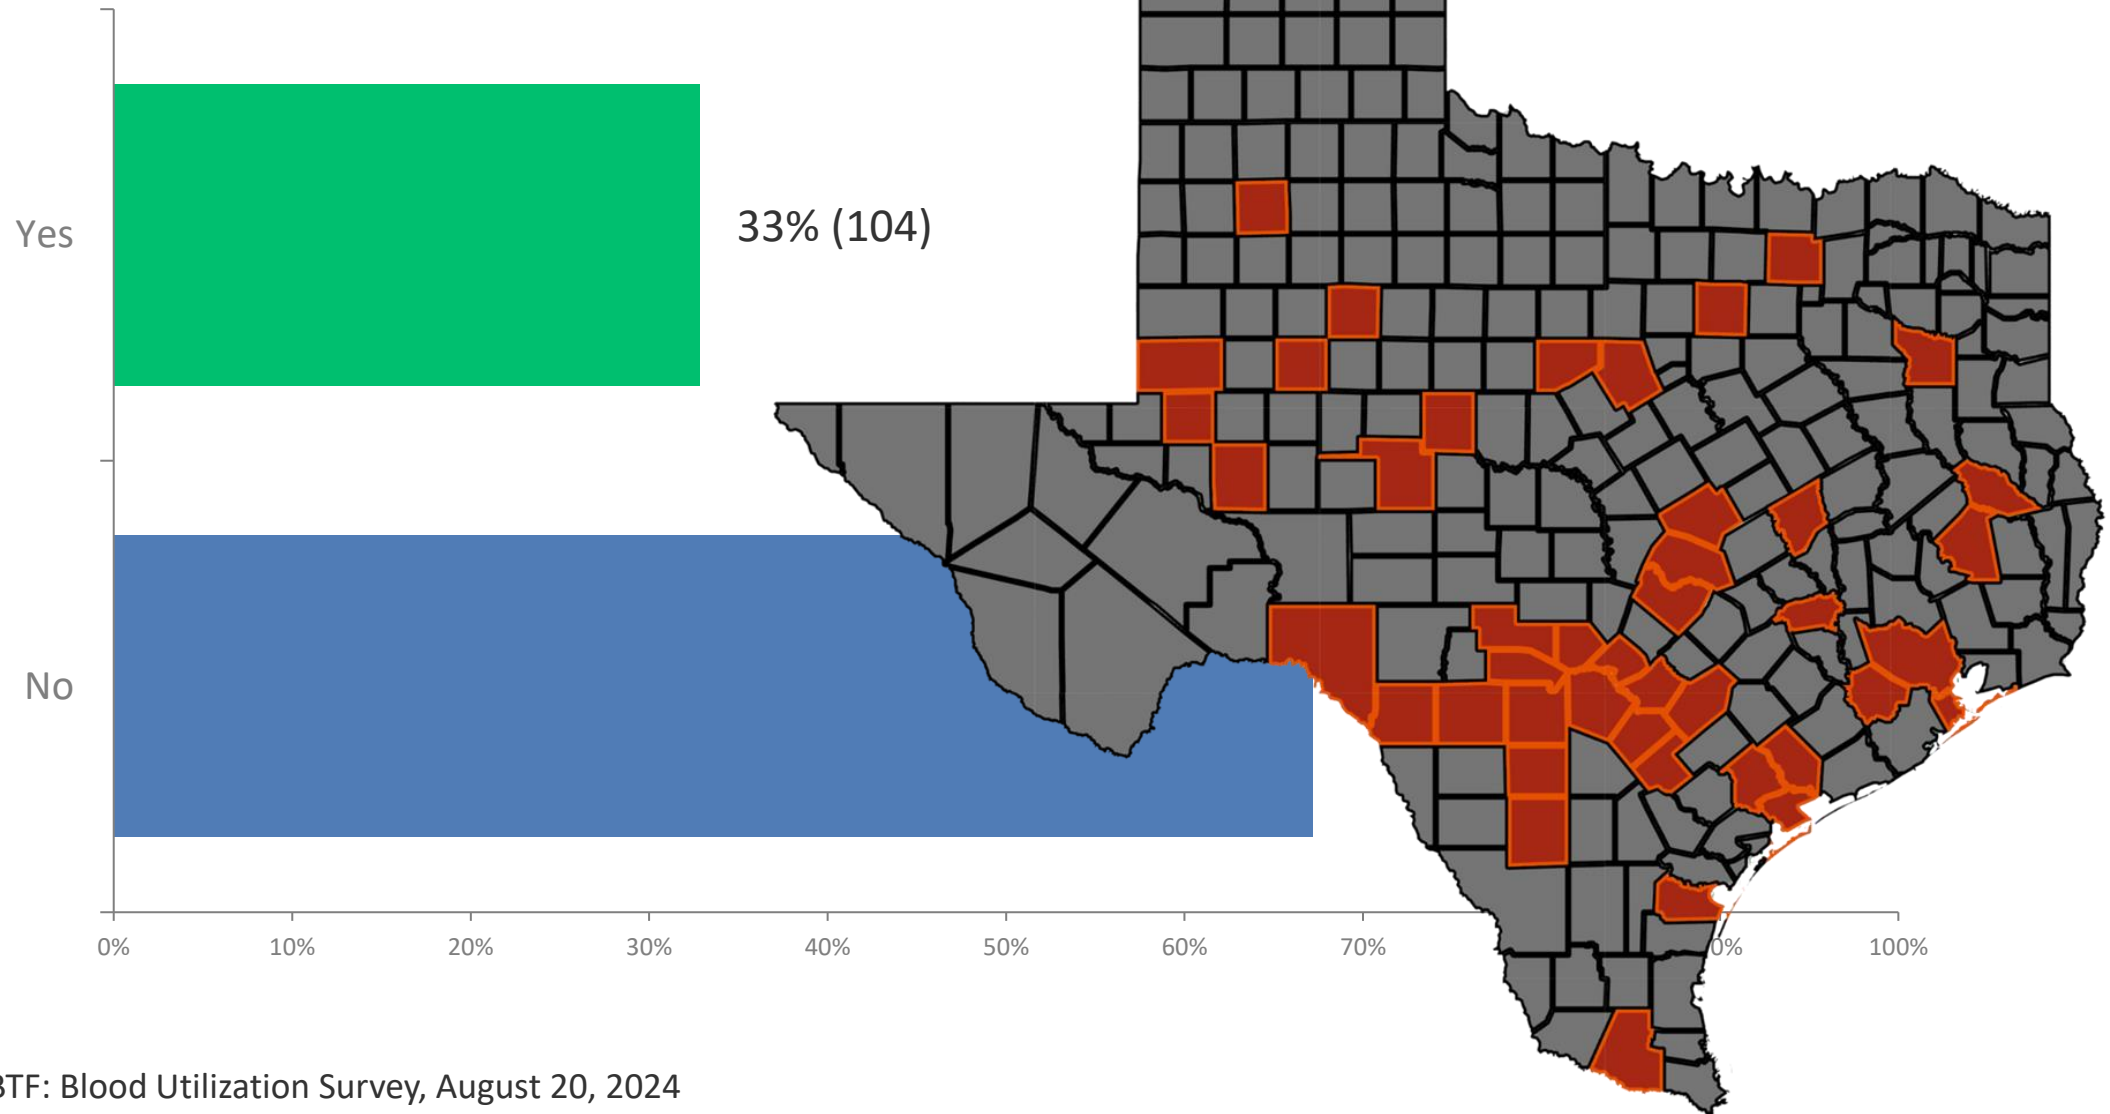 Yes
33% (104)
No
0% 10% 20% 30% 40% 50% 60% 70% 0% 100%
BTF: Blood Utilization Survey, August 20, 2024